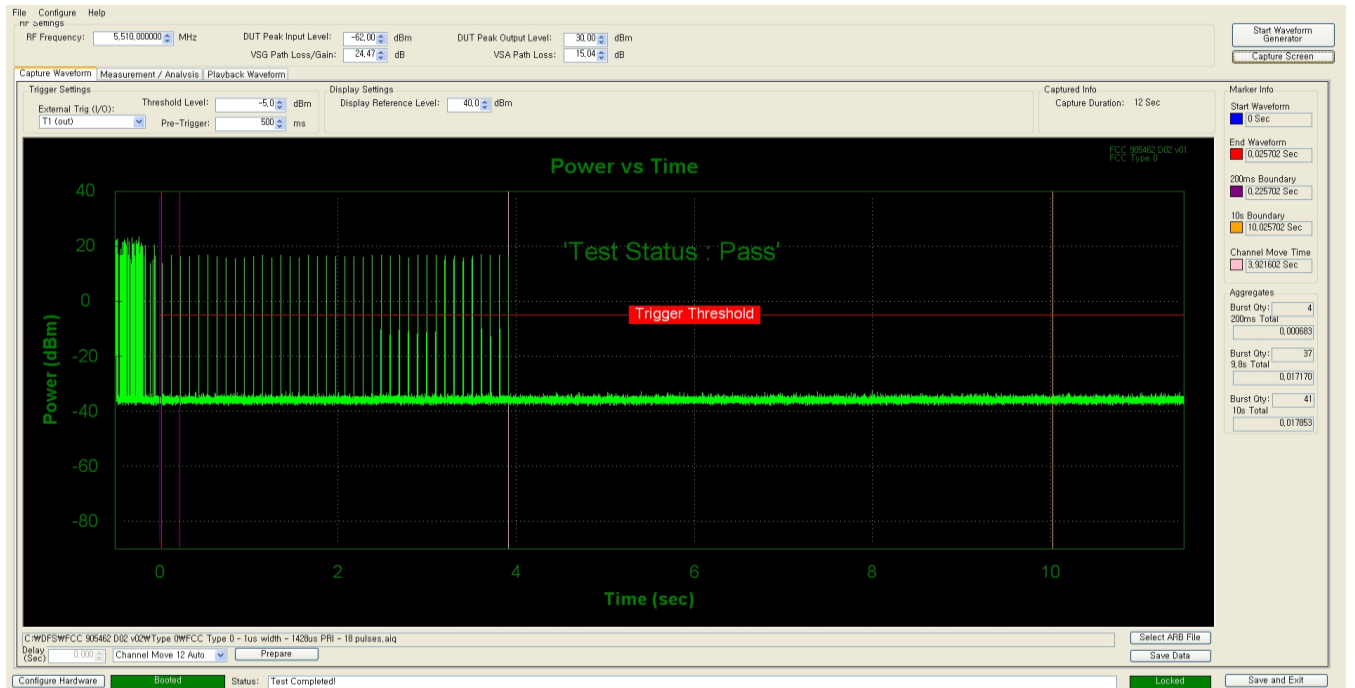 File Configure Help
RF Settings
RF Frequency: 5,510,000000 MHz DUT Peak Input Level: -62,00 dBm DUT Peak Output Level: 30,00 dBm
VSG Path Loss/Gain: 24,47 dB VSA Path Loss: 15,04 dB
Start Waveform Generator
Capture Screen
Capture Waveform Measurement / Analysis Playback Waveform
Trigger Settings
External Trig (I/O): Threshold Level: -5,0 dBm
T1 (out) Pre-Trigger: 500 ms
Display Settings
Display Reference Level: 40,0 dBm
Captured Info
Capture Duration: 12 Sec
FCC 905462 D02 v01
FCC Type 0
Power vs Time
40
20
0
-20
-40
-60
-80
Power (dBm)
'Test Status : Pass'
Trigger Threshold
0 2 4 6 8 10
Time (sec)
Marker Info
Start Waveform
0 Sec
End Waveform
0,025702 Sec
200ms Boundary
0,225702 Sec
10s Boundary
10,025702 Sec
Channel Move Time
3,921602 Sec
Aggregates
Burst Qty: 4
200ms Total
0,000683
Burst Qty: 37
9,8s Total
0,017170
Burst Qty: 41
10s Total
0,017853
C:₩DFS₩FCC 905462 D02 v02₩Type 0₩FCC Type 0 - 1us width - 1428us PRI - 18 pulses,aiq
Select ARB File
Delay (Sec) 0,000 Channel Move 12 Auto Prepare
Save Data
Configure Hardware Booted Status: Test Completed! Locked Save and Exit